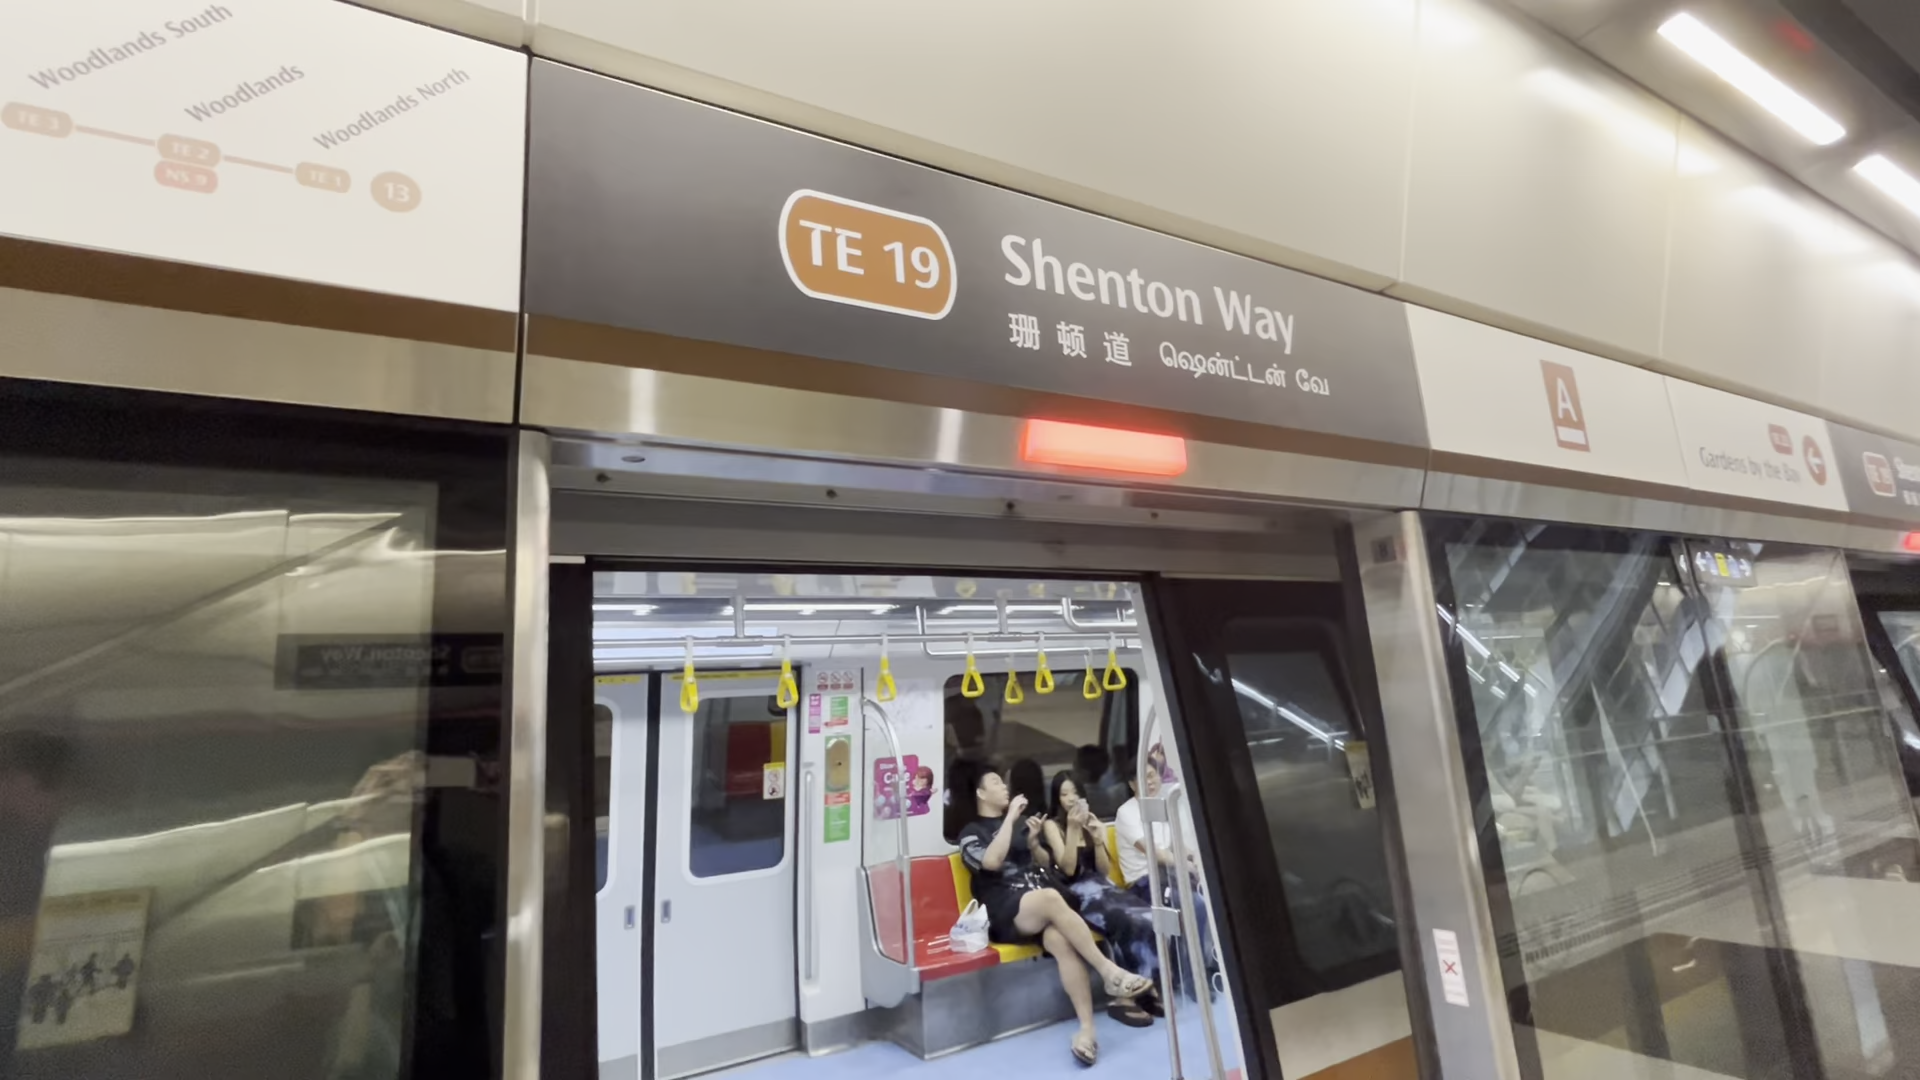 Woodlands South
Woodlands
Woodlands North
TE 3
TE 2
NS 9
TE 1
13
TE 19
Shenton Way
珊顿道 ஷென்ட்டன் வே
A
Gardens by the Bay